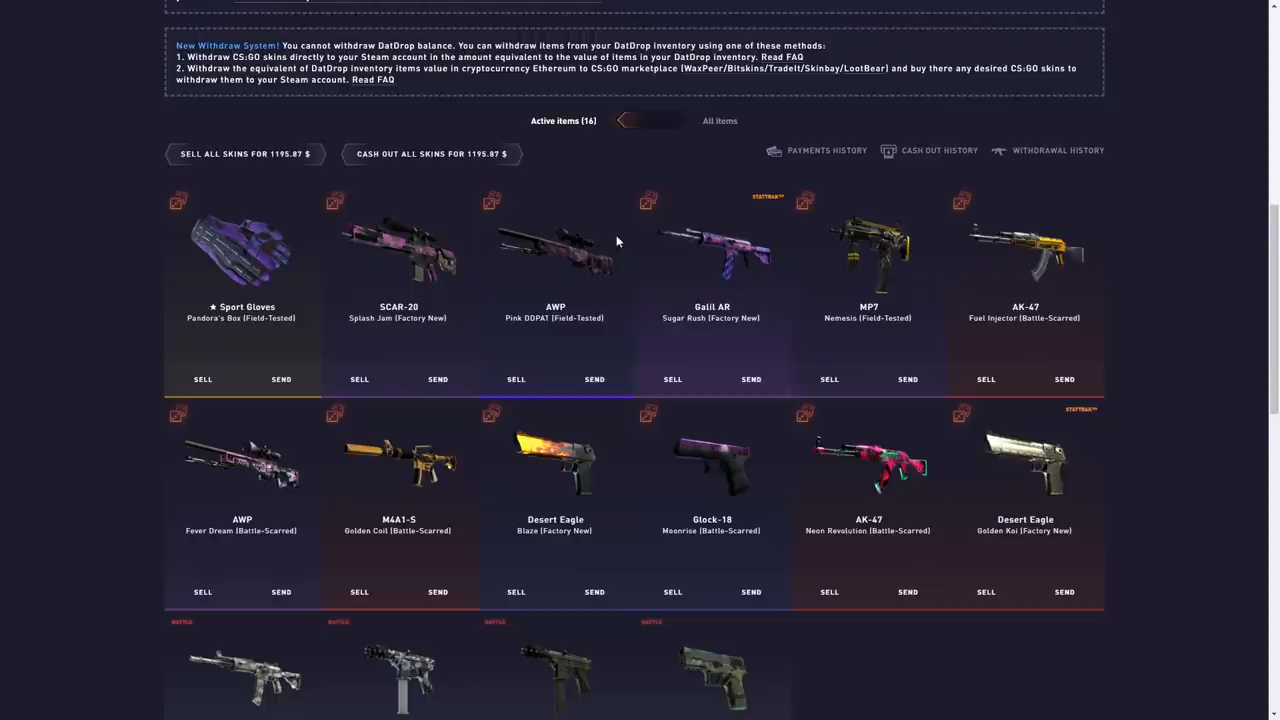 New Withdraw System! You cannot withdraw DatDrop balance. You can withdraw items from your DatDrop inventory using one of these methods:
1. Withdraw CS:GO skins directly to your Steam account in the amount equivalent to the value of items in your DatDrop inventory. Read FAQ
2. Withdraw the equivalent of DatDrop inventory items value in cryptocurrency Ethereum to CS:GO marketplace (WaxPeer/Bitskins/TradeIt/Skinbay/LootBear) and buy there any desired CS:GO skins to
withdraw them to your Steam account. Read FAQ
Active items (16) All items
SELL ALL SKINS FOR 1195.87 $ CASH OUT ALL SKINS FOR 1195.87 $ PAYMENTS HISTORY CASH OUT HISTORY WITHDRAWAL HISTORY
STATTRAK™
★ Sport Gloves SCAR-20 AWP Galil AR MP7 AK-47
Pandora's Box (Field-Tested) Splash Jam (Factory New) Pink DDPAT (Field-Tested) Sugar Rush (Factory New) Nemesis (Field-Tested) Fuel Injector (Battle-Scarred)
SELL SEND SELL SEND SELL SEND SELL SEND SELL SEND SELL SEND
STATTRAK™
AWP M4A1-S Desert Eagle Glock-18 AK-47 Desert Eagle
Fever Dream (Battle-Scarred) Golden Coil (Battle-Scarred) Blaze (Factory New) Moonrise (Battle-Scarred) Neon Revolution (Battle-Scarred) Golden Koi (Factory New)
SELL SEND SELL SEND SELL SEND SELL SEND SELL SEND SELL SEND
BATTLE BATTLE BATTLE BATTLE